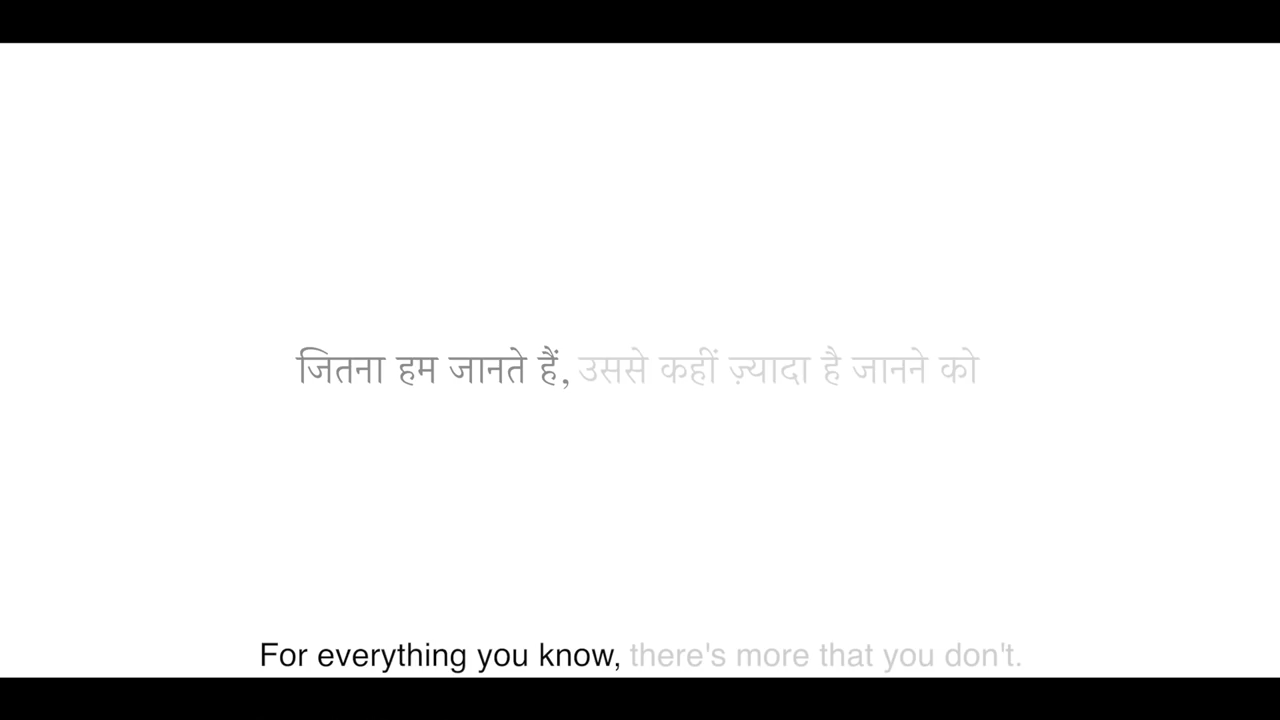 जितना हम जानते हैं, उससे कहीं ज़्यादा है जानने को
For everything you know, there's more that you don't.